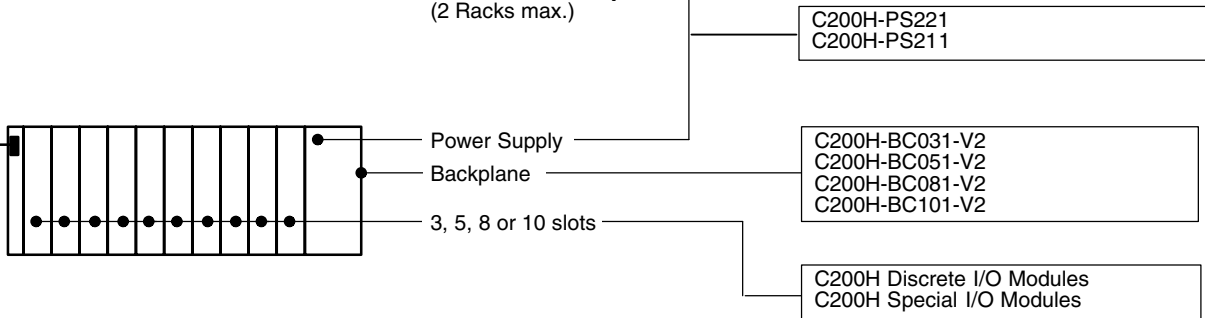 (2 Racks max.)
C200H-PS221
C200H-PS211
Power Supply
Backplane
3, 5, 8 or 10 slots
C200H-BC031-V2
C200H-BC051-V2
C200H-BC081-V2
C200H-BC101-V2
C200H Discrete I/O Modules
C200H Special I/O Modules